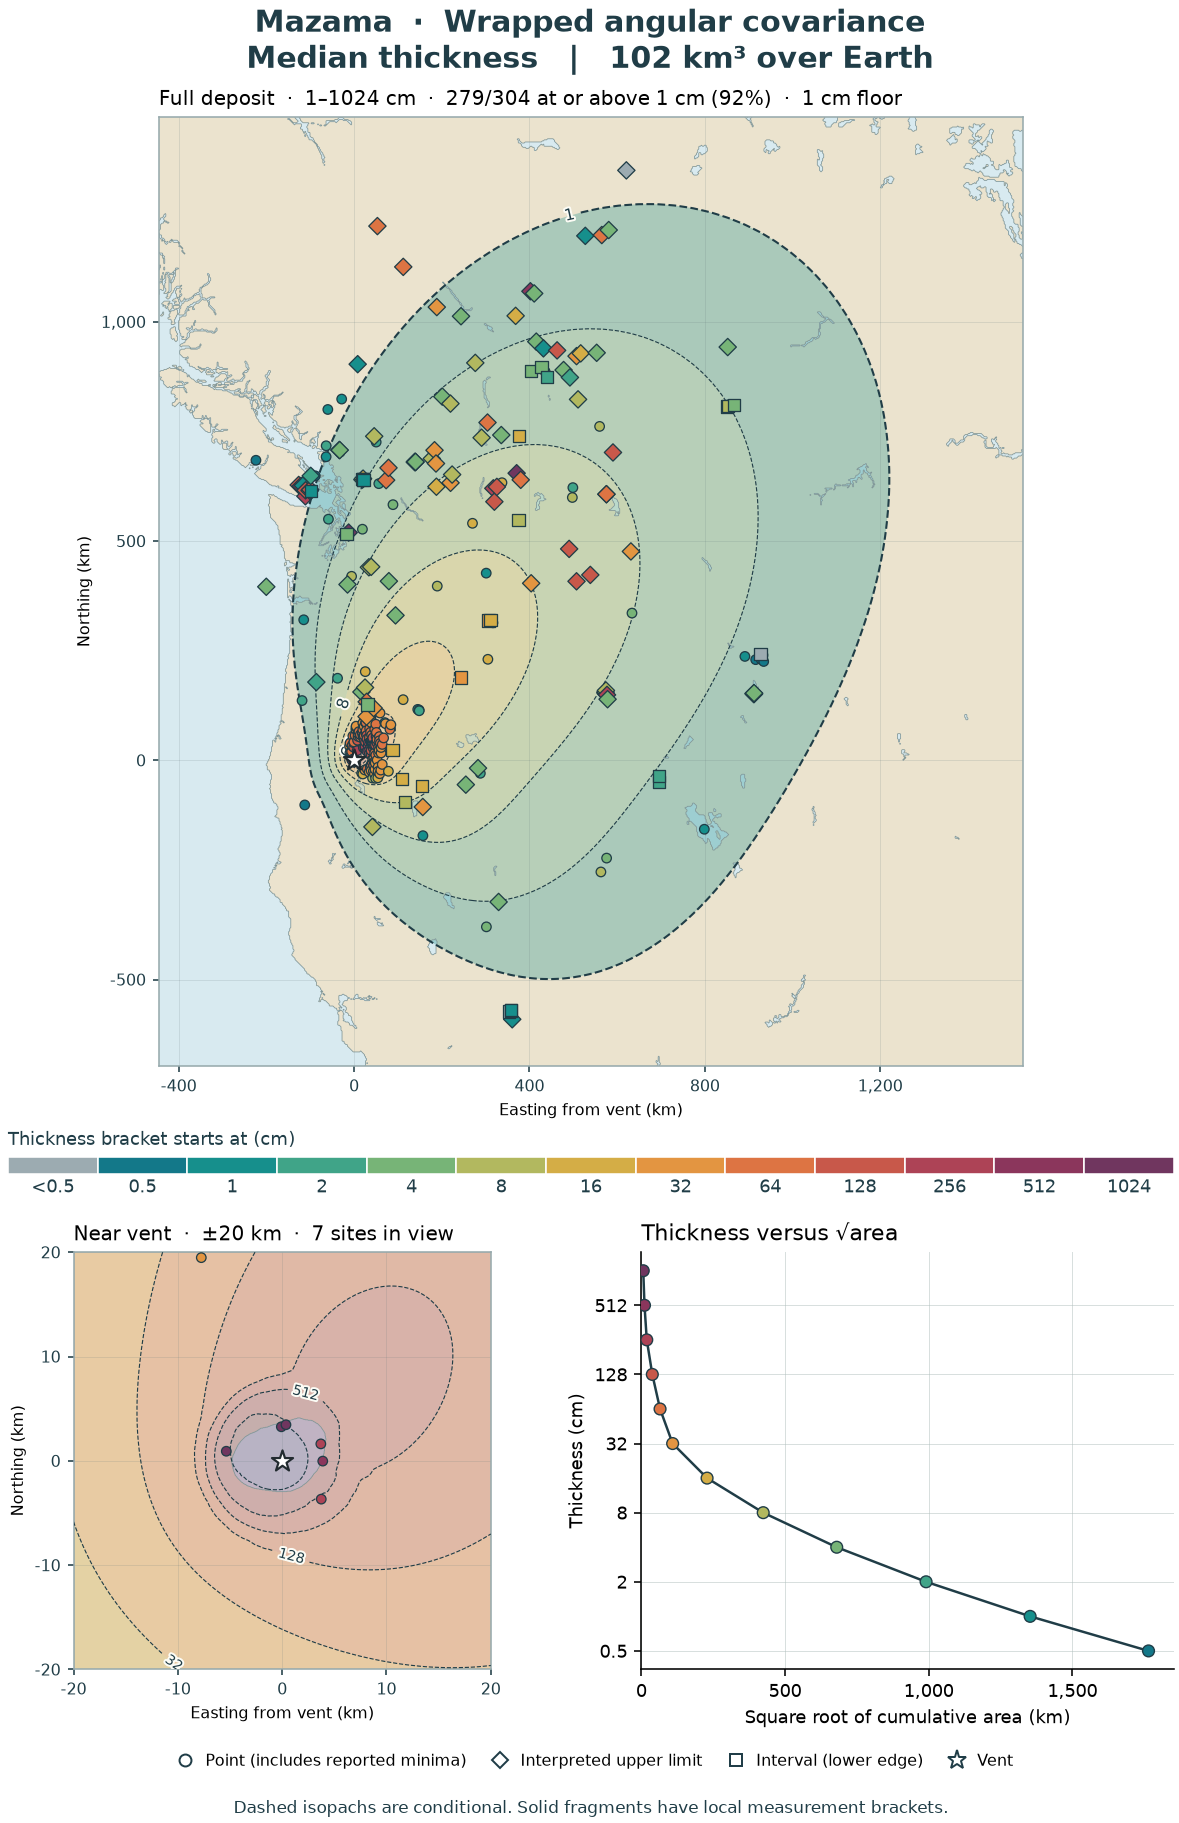 Mazama · Wrapped angular covariance
Median thickness | 102 km³ over Earth
Full deposit · 1–1024 cm · 279/304 at or above 1 cm (92%) · 1 cm floor
1
8
1,000
500
0
-500
Northing (km)
-400 0 400 800 1,200
Easting from vent (km)
Thickness bracket starts at (cm)
<0.5 0.5 1 2 4 8 16 32 64 128 256 512 1024
Near vent · ±20 km · 7 sites in view
20
10
0
-10
-20
Northing (km)
512
128
32
-20 -10 0 10 20
Easting from vent (km)
Thickness versus √area
512
128
32
8
2
0.5
Thickness (cm)
0 500 1,000 1,500
Square root of cumulative area (km)
Point (includes reported minima) Interpreted upper limit Interval (lower edge) Vent
Dashed isopachs are conditional. Solid fragments have local measurement brackets.